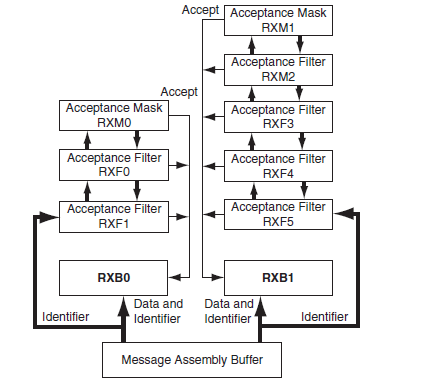 Accept
Acceptance Mask
RXM1
Acceptance Filter
RXM2
Accept
Acceptance Mask
RXM0
Acceptance Filter
RXF3
Acceptance Filter
RXF0
Acceptance Filter
RXF4
Acceptance Filter
RXF1
Acceptance Filter
RXF5
RXB0
RXB1
Identifier
Data and
Identifier
Data and
Identifier
Identifier
Message Assembly Buffer